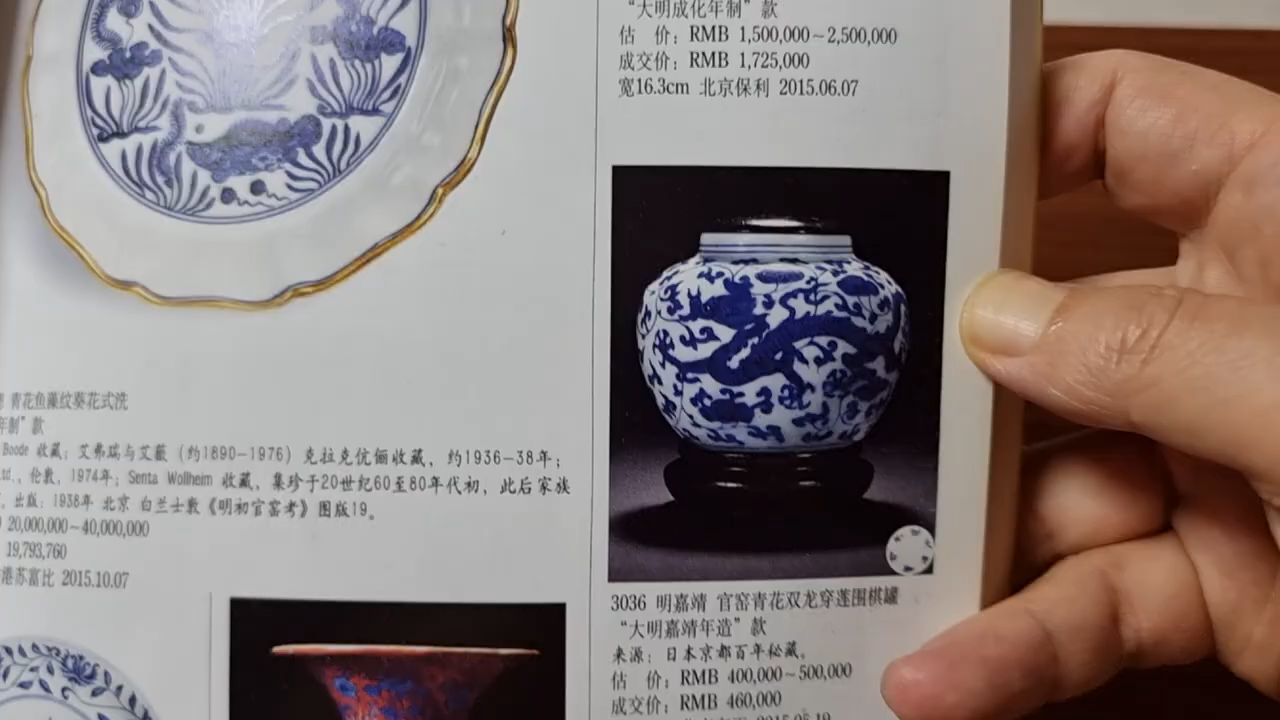 “大明成化年制”款
估 价: RMB 1,500,000~2,500,000
成交价: RMB 1,725,000
宽16.3cm 北京保利 2015.06.07
青花鱼藻纹葵花式洗
年制”款
Boode 收藏; 艾弗瑞与艾薇 (约1890-1976) 克拉克伉俪收藏, 约1936-38年;
Ltd., 伦敦, 1974年; Senta Wollheim 收藏, 集珍于20世纪60至80年代初, 此后家族
, 出版: 1938年 北京 白兰士敦《明初官窑考》图版19。
20,000,000~40,000,000
19,793,760
港苏富比 2015.10.07
3036 明嘉靖 官窑青花双龙穿莲围棋罐
“大明嘉靖年造”款
来源: 日本京都百年秘藏。
估 价: RMB 400,000~500,000
成交价: RMB 460,000